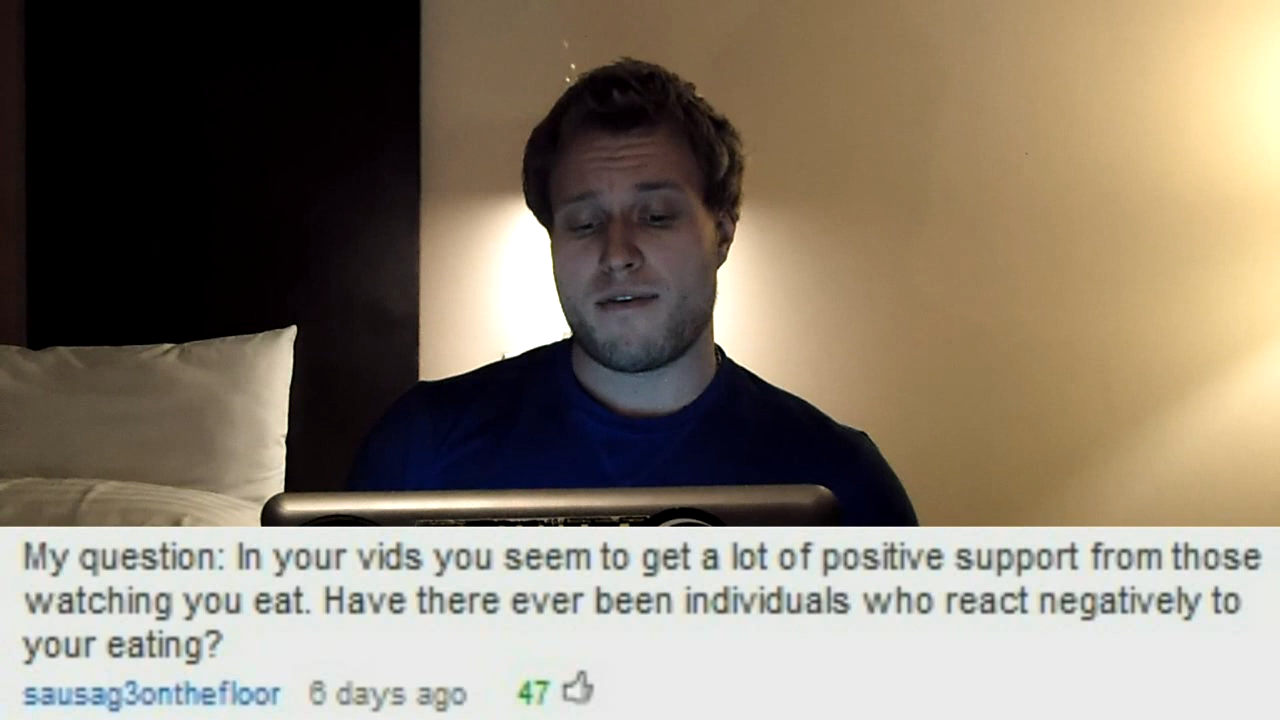 My question: In your vids you seem to get a lot of positive support from those
watching you eat. Have there ever been individuals who react negatively to
your eating?
sausag3onthefloor 6 days ago 47